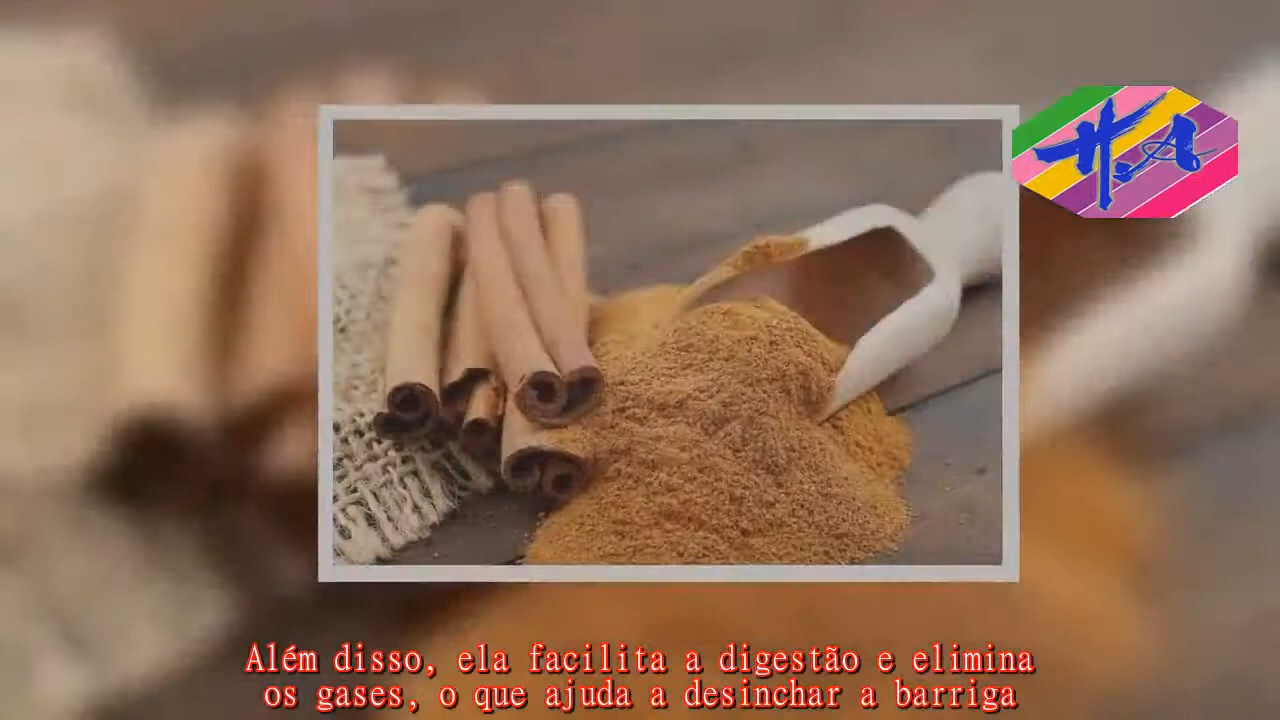 H.A
Além disso, ela facilita a digestão e elimina
os gases, o que ajuda a desinchar a barriga